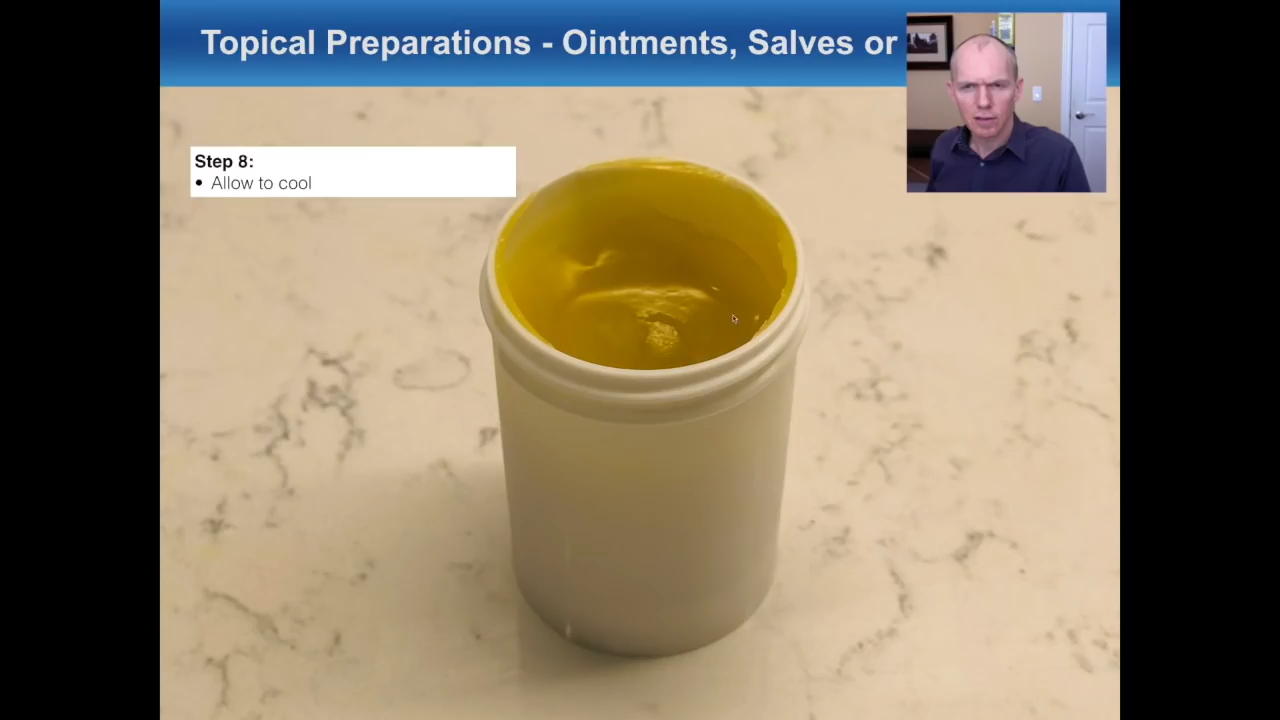 Topical Preparations - Ointments, Salves or
Step 8:
• Allow to cool